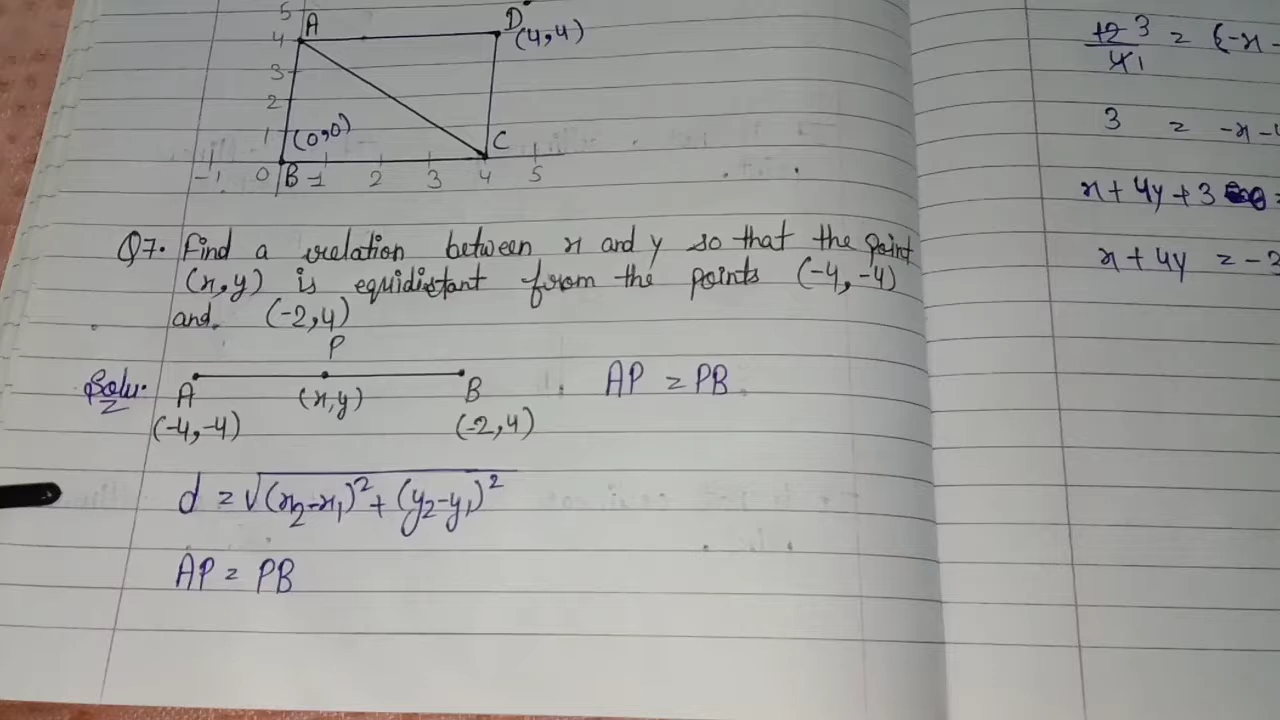 5
4 A D (4,4)
3
2
1 (0,0) C
-1 0 B 1 2 3 4 5
Q7. Find a relation between x and y so that the point
(x,y) is equidistant from the points (-4,-4)
and. (-2,4)
Solu. A P B AP = PB
(-4,-4) (x,y) (-2,4)
d = √(x₂-x₁)²+(y₂-y₁)²
AP = PB
3 = -x-
x+4y+3
x+4y = -3